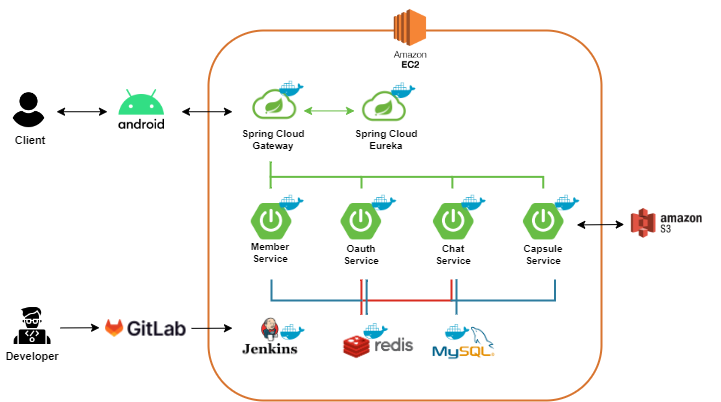 Amazon
EC2
Client
android
Spring Cloud
Gateway
Spring Cloud
Eureka
Member
Service
Oauth
Service
Chat
Service
Capsule
Service
amazon
S3
Developer
GitLab
Jenkins
redis
MySQL